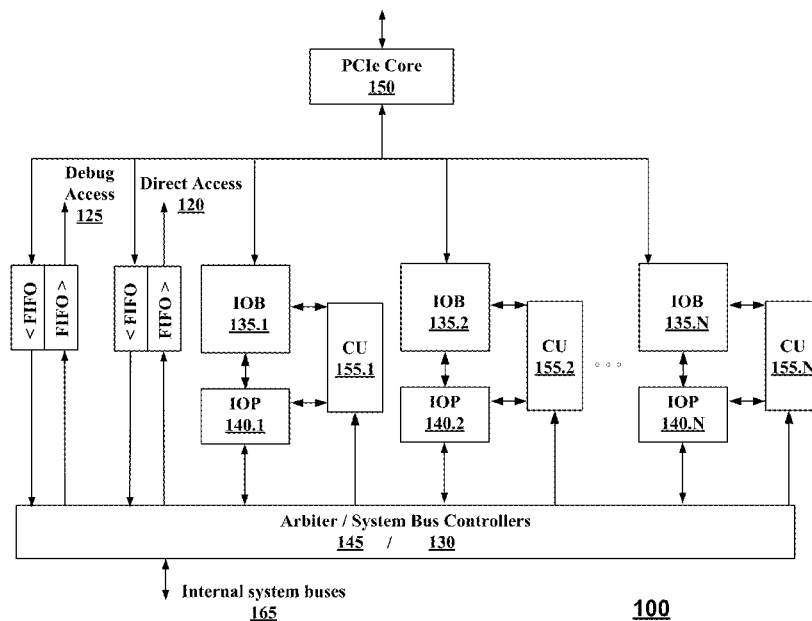 PCIe Core
150
Debug
Access
125
Direct Access
120
< FIFO
FIFO >
< FIFO
FIFO >
IOB
135.1
CU
155.1
IOP
140.1
IOB
135.2
CU
155.2
IOP
140.2
IOB
135.N
CU
155.N
IOP
140.N
Arbiter / System Bus Controllers
145 / 130
Internal system buses
165
100